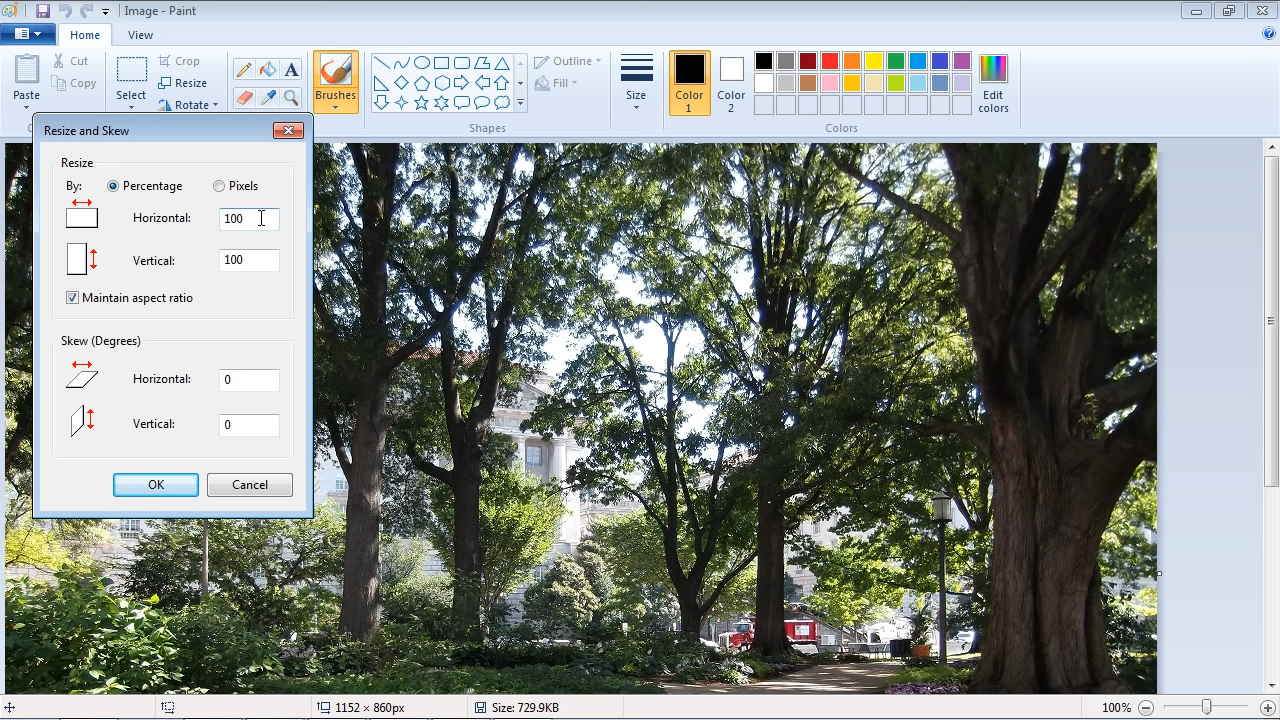 Image - Paint
Home View
Paste
Cut
Copy
Select
Crop
Resize
Rotate
A
Brushes
Outline
Fill
Shapes
Size
Color 1
Color 2
Edit colors
Colors
Resize and Skew
Resize
By: Percentage Pixels
Horizontal: 100
Vertical: 100
Maintain aspect ratio
Skew (Degrees)
Horizontal: 0
Vertical: 0
OK Cancel
1152 × 860px Size: 729.9KB 100%